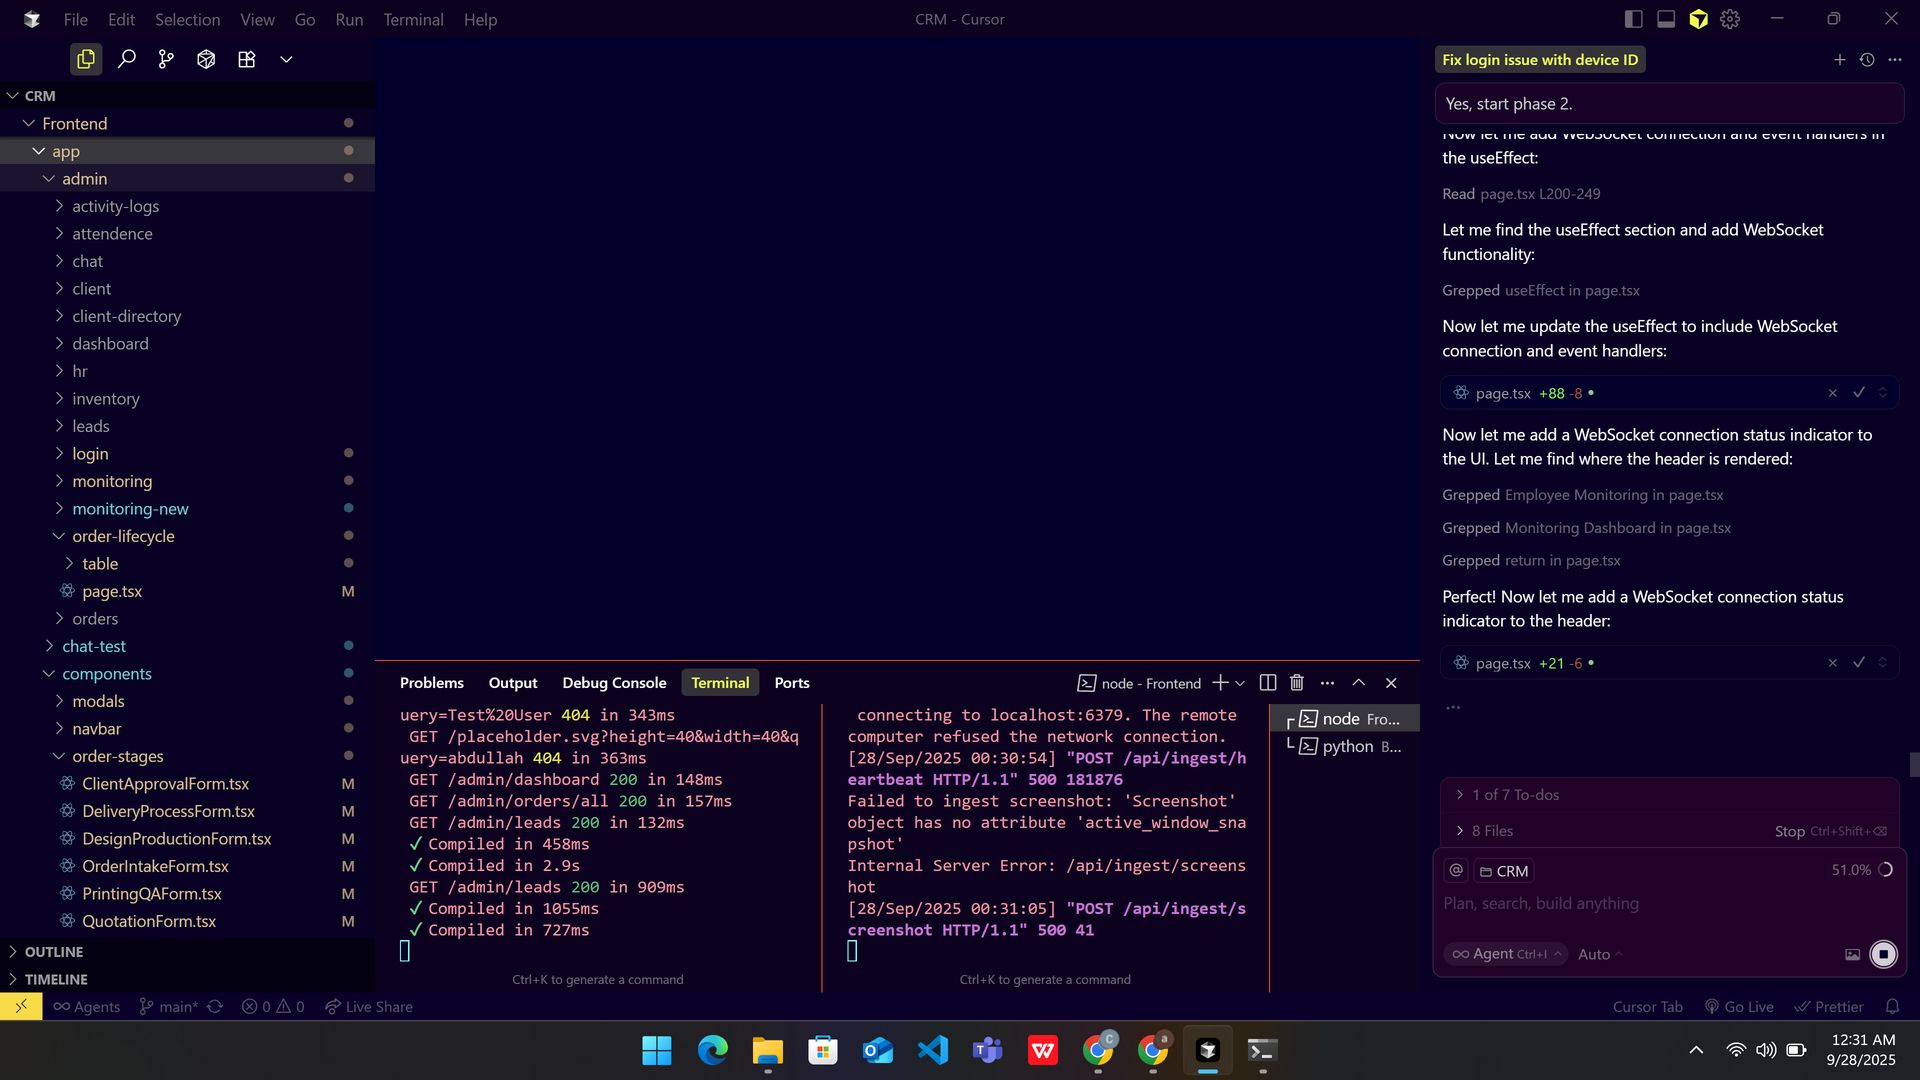 File Edit Selection View Go Run Terminal Help
CRM - Cursor
CRM
Frontend
app
admin
activity-logs
attendence
chat
client
client-directory
dashboard
hr
inventory
leads
login
monitoring
monitoring-new
order-lifecycle
table
page.tsx M
orders
chat-test
components
modals
navbar
order-stages
ClientApprovalForm.tsx M
DeliveryProcessForm.tsx M
DesignProductionForm.tsx M
OrderIntakeForm.tsx M
PrintingQAForm.tsx M
QuotationForm.tsx M
OUTLINE
TIMELINE
Problems Output Debug Console Terminal Ports
node - Frontend
uery=Test%20User 404 in 343ms
GET /placeholder.svg?height=40&width=40&q
uery=abdullah 404 in 363ms
GET /admin/dashboard 200 in 148ms
GET /admin/orders/all 200 in 157ms
GET /admin/leads 200 in 132ms
✓ Compiled in 458ms
✓ Compiled in 2.9s
GET /admin/leads 200 in 909ms
✓ Compiled in 1055ms
✓ Compiled in 727ms
Ctrl+K to generate a command
connecting to localhost:6379. The remote
computer refused the network connection.
[28/Sep/2025 00:30:54] "POST /api/ingest/h
eartbeat HTTP/1.1" 500 181876
Failed to ingest screenshot: 'Screenshot'
object has no attribute 'active_window_sna
pshot'
Internal Server Error: /api/ingest/screens
hot
[28/Sep/2025 00:31:05] "POST /api/ingest/s
creenshot HTTP/1.1" 500 41
Ctrl+K to generate a command
node Fro...
python B...
Fix login issue with device ID
Yes, start phase 2.
Now let me add WebSocket connection and event handlers in
the useEffect:
Read page.tsx L200-249
Let me find the useEffect section and add WebSocket
functionality:
Grepped useEffect in page.tsx
Now let me update the useEffect to include WebSocket
connection and event handlers:
page.tsx +88 -8
Now let me add a WebSocket connection status indicator to
the UI. Let me find where the header is rendered:
Grepped Employee Monitoring in page.tsx
Grepped Monitoring Dashboard in page.tsx
Grepped return in page.tsx
Perfect! Now let me add a WebSocket connection status
indicator to the header:
page.tsx +21 -6
1 of 7 To-dos
8 Files Stop Ctrl+Shift+⌫
@ CRM 51.0%
Plan, search, build anything
Agent Ctrl+I Auto
Agents main* 0 0 Live Share
Cursor Tab Go Live Prettier
12:31 AM
9/28/2025